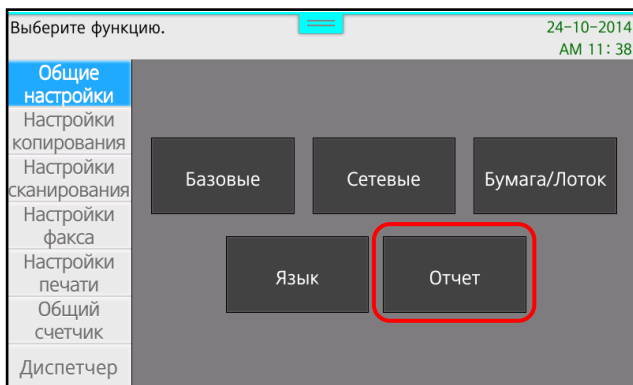 Выберите функцию.
24-10-2014
AM 11: 38
Общие
настройки
Настройки
копирования
Настройки
сканирования
Настройки
факса
Настройки
печати
Общий
счетчик
Диспетчер
Базовые
Сетевые
Бумага/Лоток
Язык
Отчет